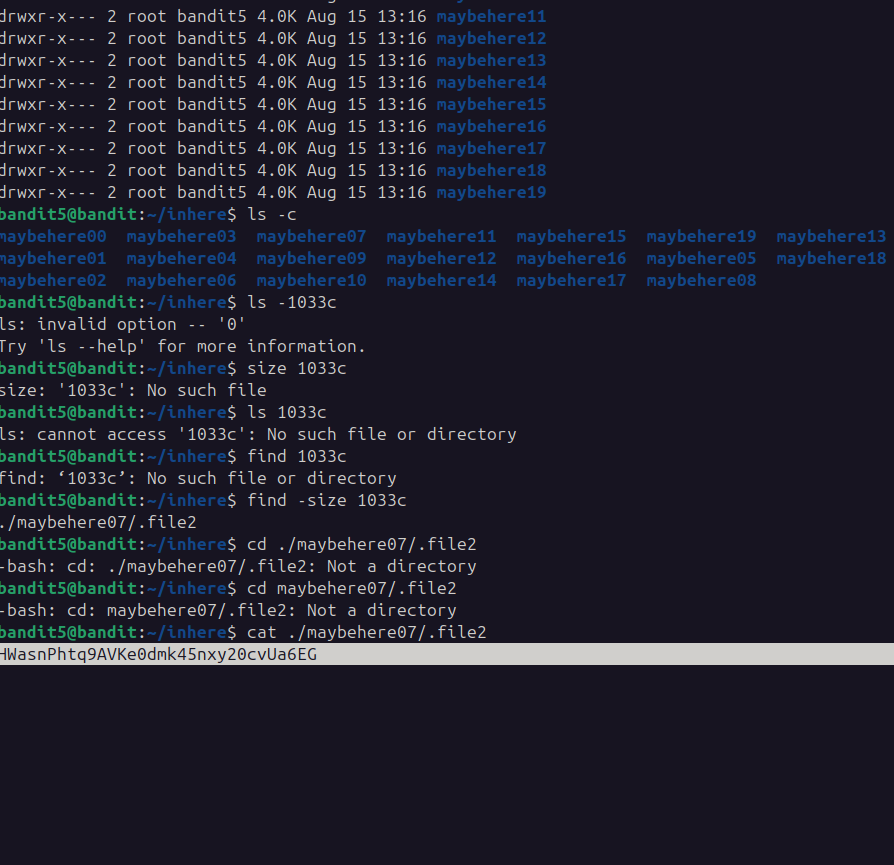 drwxr-x--- 2 root bandit5 4.0K Aug 15 13:16 maybehere11
drwxr-x--- 2 root bandit5 4.0K Aug 15 13:16 maybehere12
drwxr-x--- 2 root bandit5 4.0K Aug 15 13:16 maybehere13
drwxr-x--- 2 root bandit5 4.0K Aug 15 13:16 maybehere14
drwxr-x--- 2 root bandit5 4.0K Aug 15 13:16 maybehere15
drwxr-x--- 2 root bandit5 4.0K Aug 15 13:16 maybehere16
drwxr-x--- 2 root bandit5 4.0K Aug 15 13:16 maybehere17
drwxr-x--- 2 root bandit5 4.0K Aug 15 13:16 maybehere18
drwxr-x--- 2 root bandit5 4.0K Aug 15 13:16 maybehere19
bandit5@bandit:~/inhere$ ls -c
maybehere00  maybehere03  maybehere07  maybehere11  maybehere15  maybehere19  maybehere13
maybehere01  maybehere04  maybehere09  maybehere12  maybehere16  maybehere05  maybehere18
maybehere02  maybehere06  maybehere10  maybehere14  maybehere17  maybehere08
bandit5@bandit:~/inhere$ ls -1033c
ls: invalid option -- '0'
Try 'ls --help' for more information.
bandit5@bandit:~/inhere$ size 1033c
size: '1033c': No such file
bandit5@bandit:~/inhere$ ls 1033c
ls: cannot access '1033c': No such file or directory
bandit5@bandit:~/inhere$ find 1033c
find: ‘1033c’: No such file or directory
bandit5@bandit:~/inhere$ find -size 1033c
./maybehere07/.file2
bandit5@bandit:~/inhere$ cd ./maybehere07/.file2
-bash: cd: ./maybehere07/.file2: Not a directory
bandit5@bandit:~/inhere$ cd maybehere07/.file2
-bash: cd: maybehere07/.file2: Not a directory
bandit5@bandit:~/inhere$ cat ./maybehere07/.file2
HWasnPhtq9AVKe0dmk45nxy20cvUa6EG